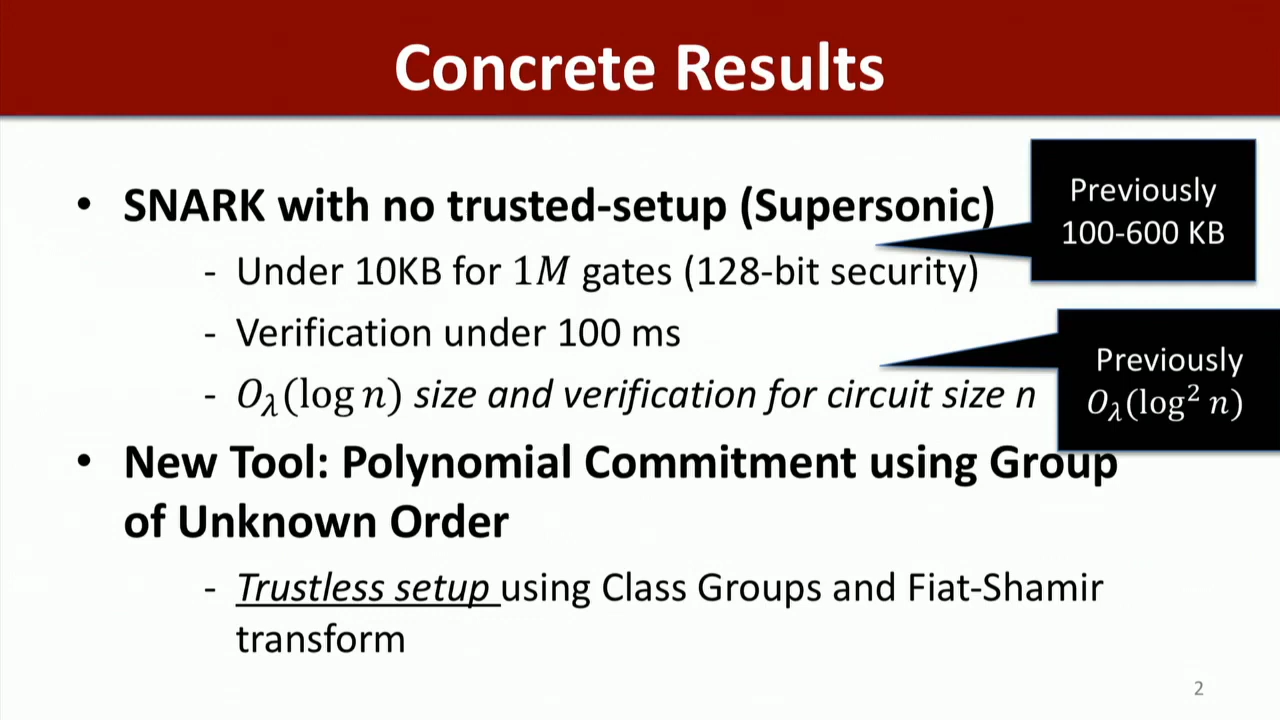 Concrete Results
• SNARK with no trusted-setup (Supersonic)
Previously
100-600 KB
- Under 10KB for 1M gates (128-bit security)
- Verification under 100 ms
- O_λ(log n) size and verification for circuit size n
Previously
O_λ(log² n)
• New Tool: Polynomial Commitment using Group
of Unknown Order
- Trustless setup using Class Groups and Fiat-Shamir
transform
2